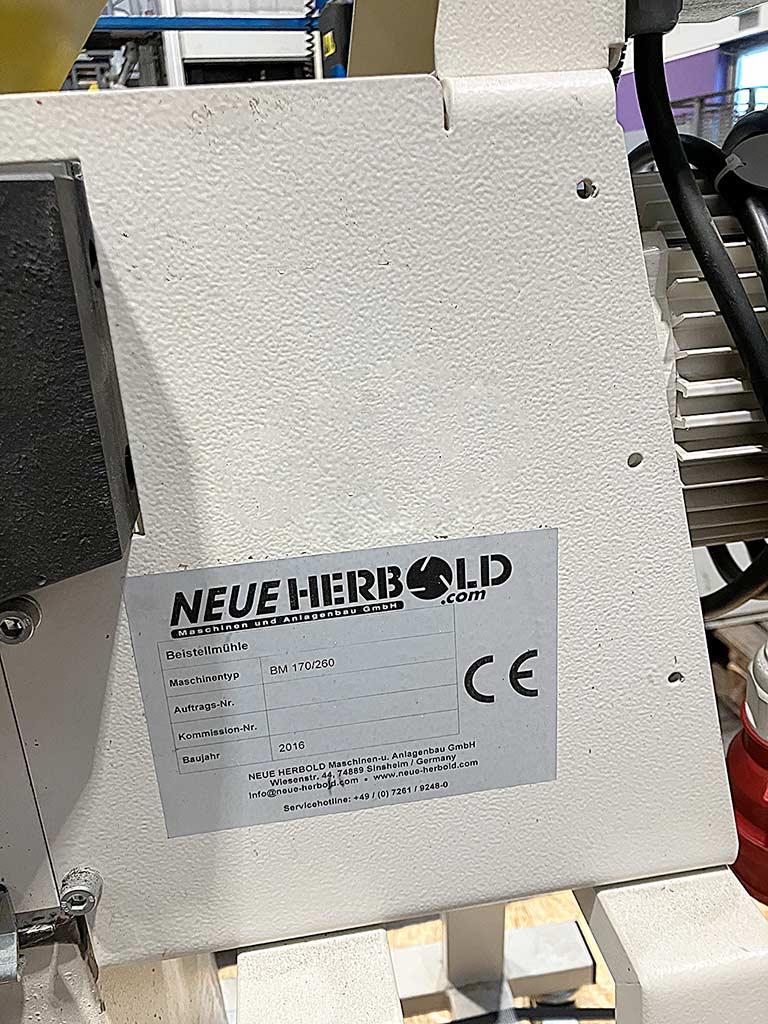 NEUE HERBOLD
.com
Maschinen und Anlagenbau GmbH
Beistellmühle
Maschinentyp BM 170/260
Auftrags-Nr.
Kommission-Nr.
Baujahr 2016
CE
NEUE HERBOLD Maschinen-u. Anlagenbau GmbH
Wiesenstr. 44, 74889 Sinsheim / Germany
info@neue-herbold.com • www.neue-herbold.com
Servicehotline: +49 / (0) 7261 / 9248-0